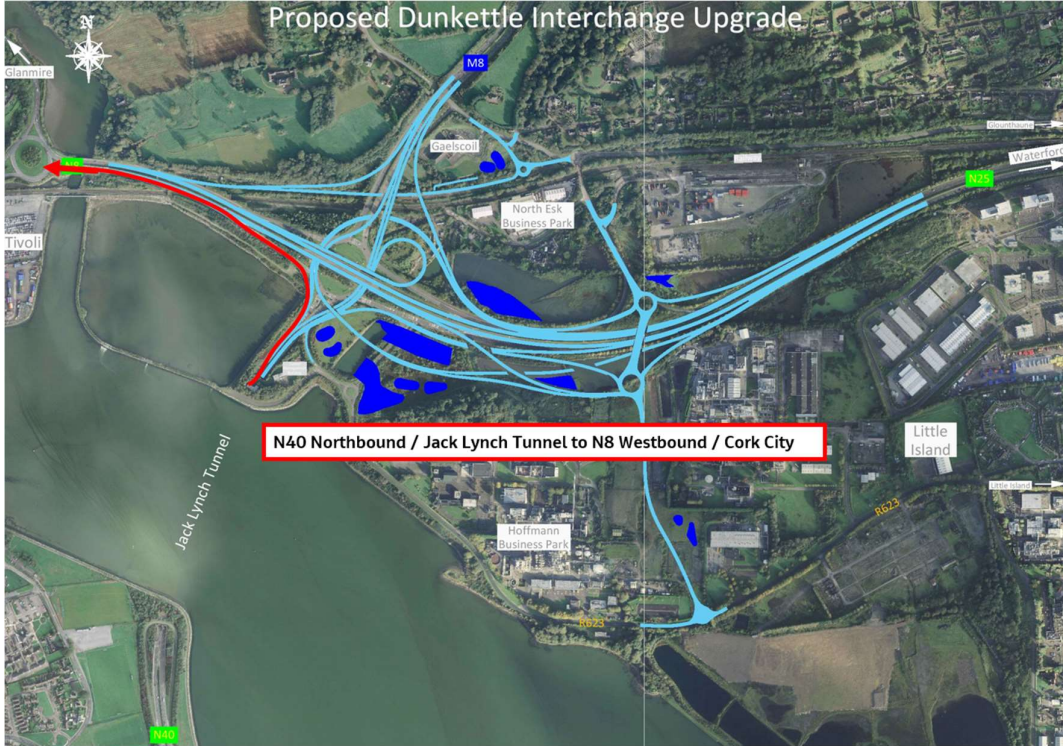 Proposed Dunkettle Interchange Upgrade
N
Glanmire
M8
Gaelscoil
Glounthaune
Waterford
N8
N25
North Esk
Business Park
Tivoli
N40 Northbound / Jack Lynch Tunnel to N8 Westbound / Cork City
Little
Island
Jack Lynch Tunnel
Little Island
R623
Hoffmann
Business Park
R623
N40